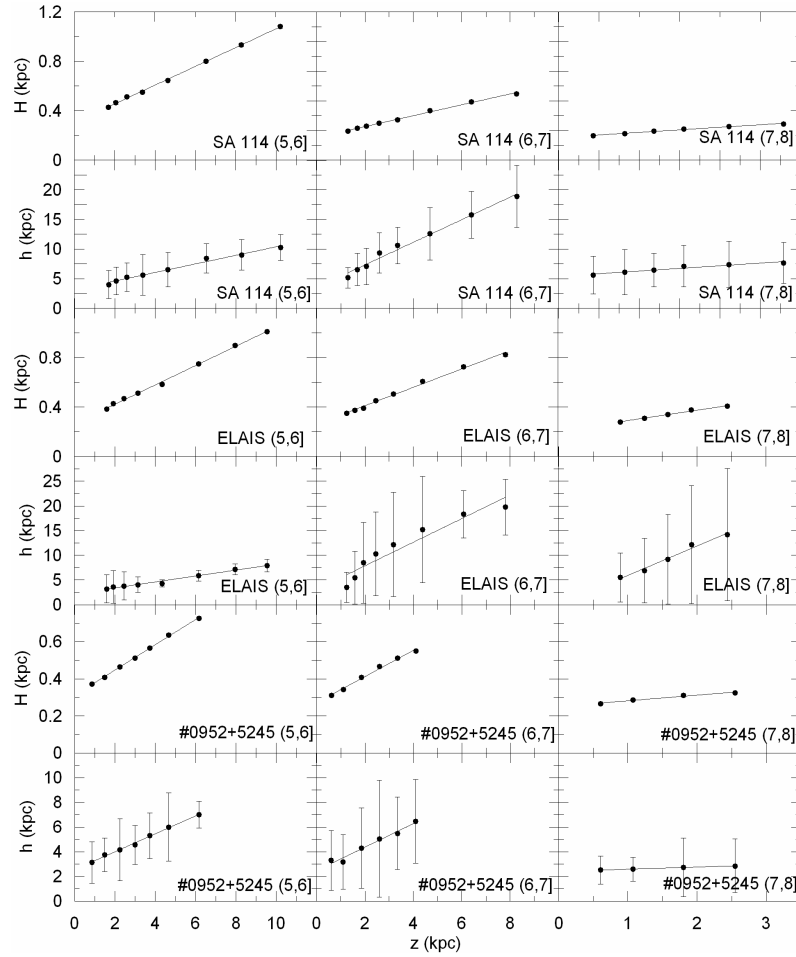 1.2
0.8
0.4
0
H (kpc)
SA 114 (5,6]
SA 114 (6,7]
SA 114 (7,8]
20
15
10
5
0
h (kpc)
SA 114 (5,6]
SA 114 (6,7]
SA 114 (7,8]
0.8
0.4
0
H (kpc)
ELAIS (5,6]
ELAIS (6,7]
ELAIS (7,8]
25
20
15
10
5
0
h (kpc)
ELAIS (5,6]
ELAIS (6,7]
ELAIS (7,8]
0.6
0.4
0.2
0
H (kpc)
#0952+5245 (5,6]
#0952+5245 (6,7]
#0952+5245 (7,8]
10
8
6
4
2
0
h (kpc)
#0952+5245 (5,6]
#0952+5245 (6,7]
#0952+5245 (7,8]
0 2 4 6 8 10
0 2 4 6 8
0 1 2 3
z (kpc)